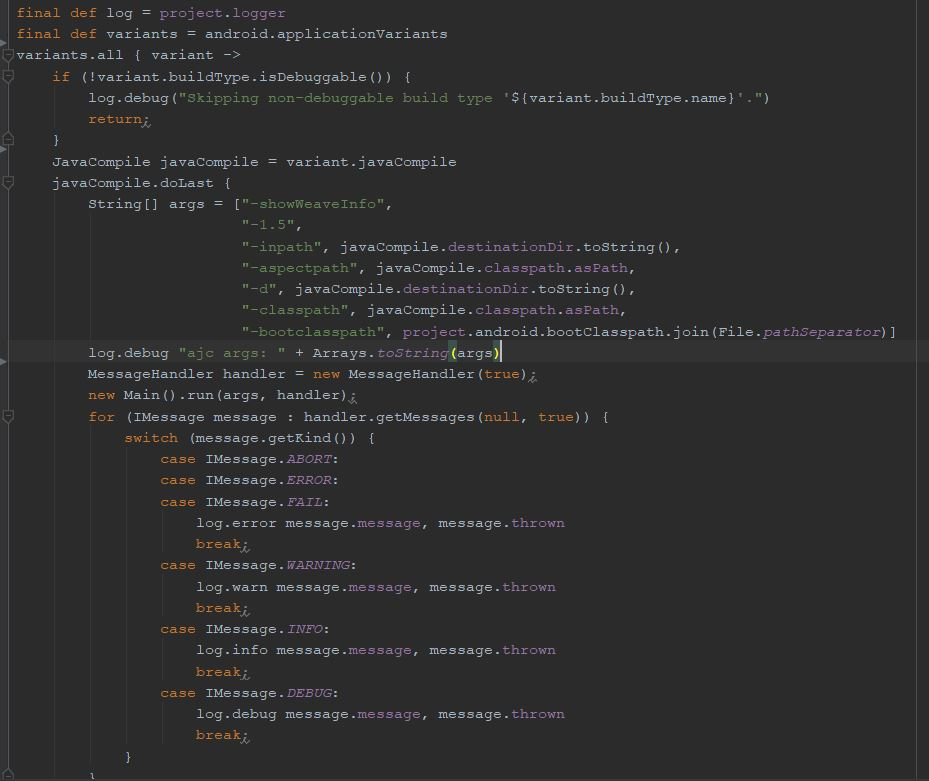 final def log = project.logger
final def variants = android.applicationVariants
variants.all { variant ->
    if (!variant.buildType.isDebuggable()) {
        log.debug("Skipping non-debuggable build type '${variant.buildType.name}'.")
        return;
    }
    JavaCompile javaCompile = variant.javaCompile
    javaCompile.doLast {
        String[] args = ["-showWeaveInfo",
                         "-1.5",
                         "-inpath", javaCompile.destinationDir.toString(),
                         "-aspectpath", javaCompile.classpath.asPath,
                         "-d", javaCompile.destinationDir.toString(),
                         "-classpath", javaCompile.classpath.asPath,
                         "-bootclasspath", project.android.bootClasspath.join(File.pathSeparator)]
        log.debug "ajc args: " + Arrays.toString(args)
        MessageHandler handler = new MessageHandler(true);
        new Main().run(args, handler);
        for (IMessage message : handler.getMessages(null, true)) {
            switch (message.getKind()) {
                case IMessage.ABORT:
                case IMessage.ERROR:
                case IMessage.FAIL:
                    log.error message.message, message.thrown
                    break;
                case IMessage.WARNING:
                    log.warn message.message, message.thrown
                    break;
                case IMessage.INFO:
                    log.info message.message, message.thrown
                    break;
                case IMessage.DEBUG:
                    log.debug message.message, message.thrown
                    break;
            }
        }